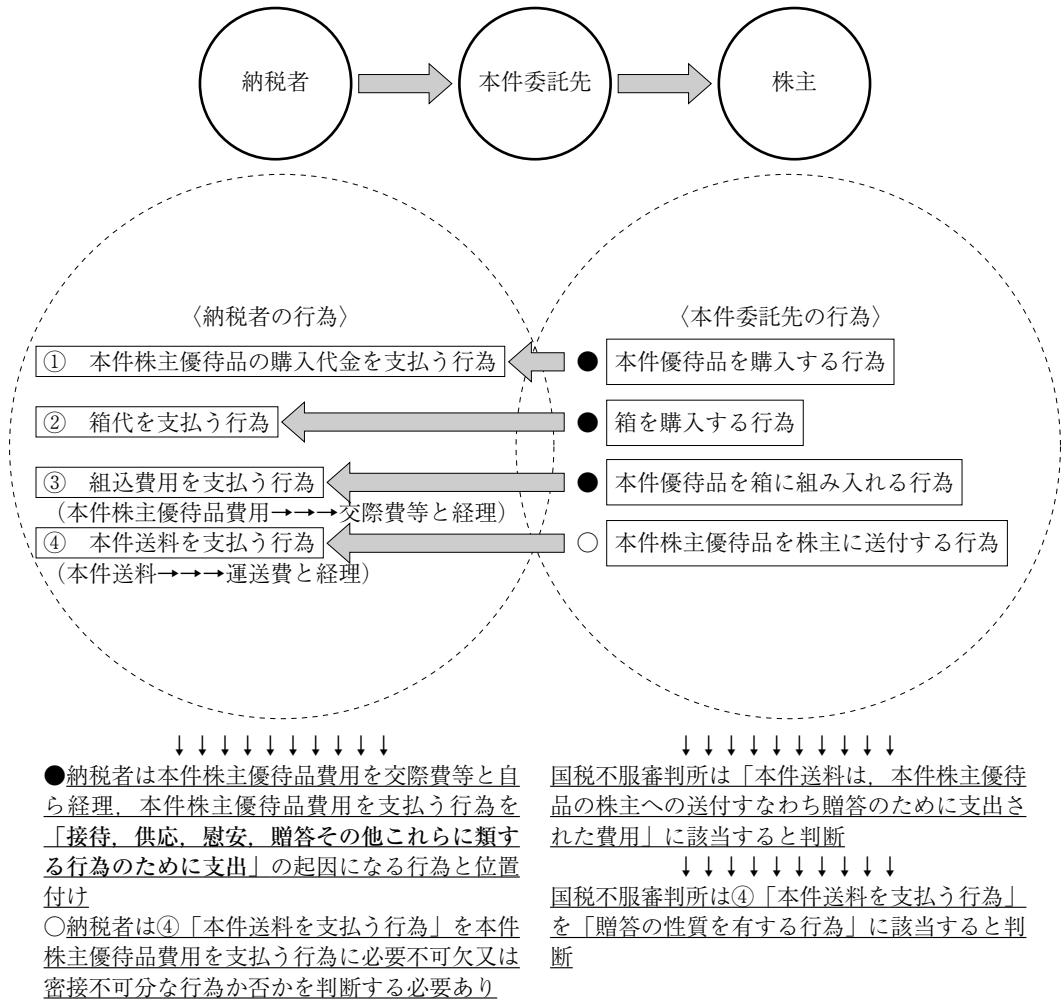 納税者
本件委託先
株主
〈納税者の行為〉
① 本件株主優待品の購入代金を支払う行為
② 箱代を支払う行為
③ 組込費用を支払う行為
（本件株主優待品費用→→→交際費等と経理）
④ 本件送料を支払う行為
（本件送料→→→運送費と経理）
〈本件委託先の行為〉
● 本件優待品を購入する行為
● 箱を購入する行為
● 本件優待品を箱に組み入れる行為
○ 本件株主優待品を株主に送付する行為
↓↓↓↓↓↓↓↓↓↓
●納税者は本件株主優待品費用を交際費等と自
ら経理，本件株主優待品費用を支払う行為を
「接待，供応，慰安，贈答その他これらに類す
る行為のために支出」の起因になる行為と位置
付け
○納税者は④「本件送料を支払う行為」を本件
株主優待品費用を支払う行為に必要不可欠又は
密接不可分な行為か否かを判断する必要あり
↓↓↓↓↓↓↓↓↓↓
国税不服審判所は「本件送料は，本件株主優待
品の株主への送付すなわち贈答のために支出さ
れた費用」に該当すると判断
↓↓↓↓↓↓↓↓↓↓
国税不服審判所は④「本件送料を支払う行為」
を「贈答の性質を有する行為」に該当すると判
断